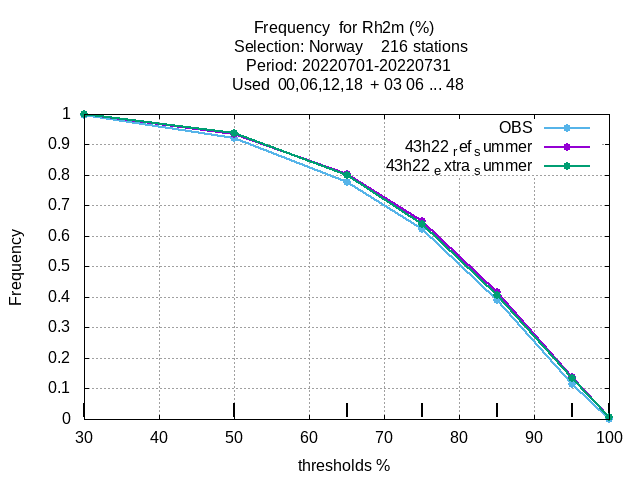 Frequency for Rh2m (%)
Selection: Norway 216 stations
Period: 20220701-20220731
Used 00,06,12,18 + 03 06 ... 48
OBS
43h22 ref summer
43h22 extra summer
1
0.9
0.8
0.7
0.6
0.5
0.4
0.3
0.2
0.1
0
Frequency
30 40 50 60 70 80 90 100
thresholds %